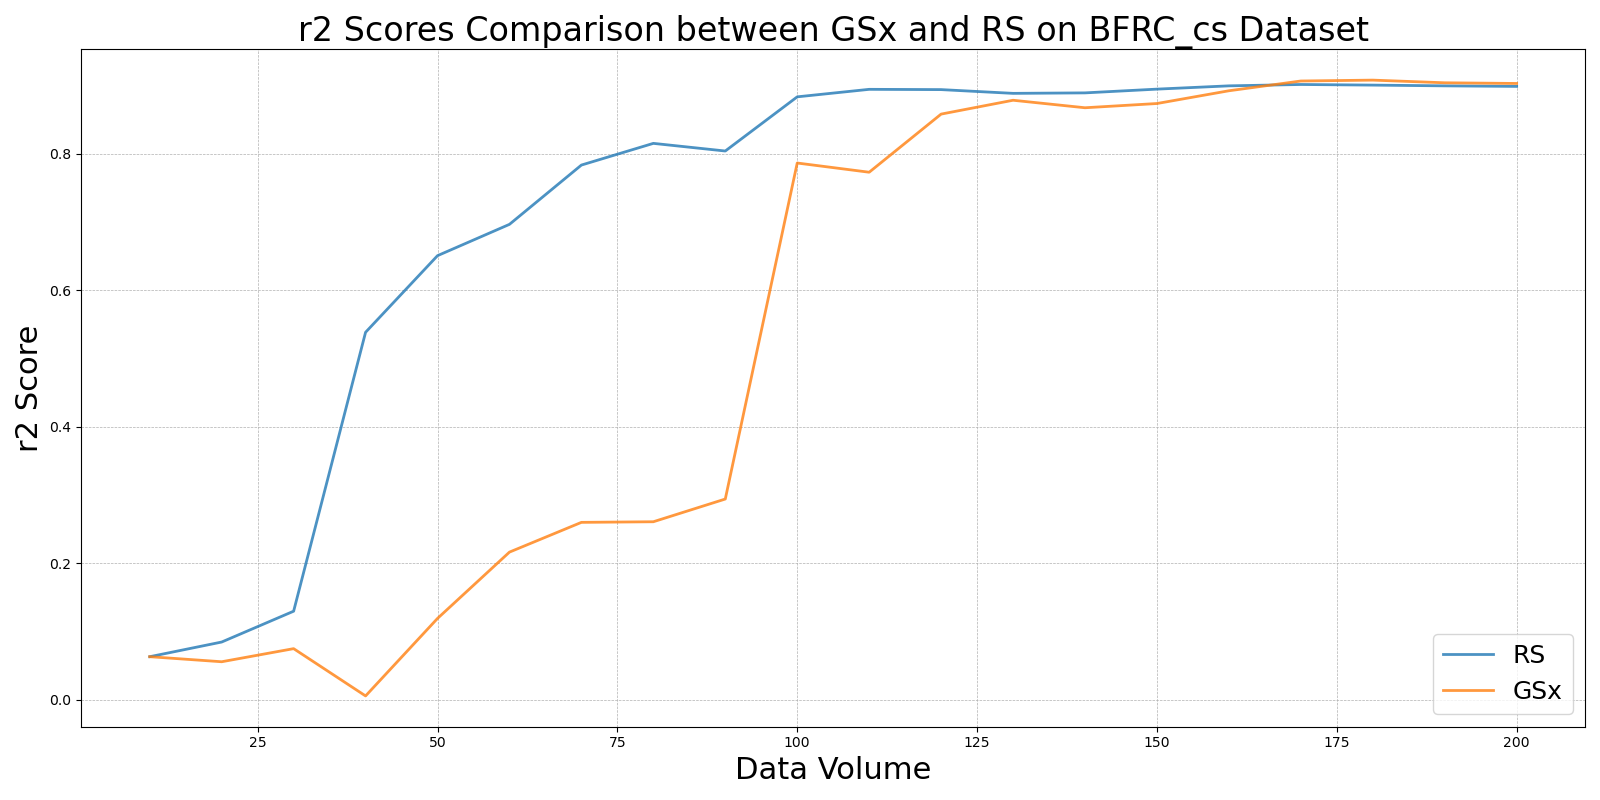 r2 Scores Comparison between GSx and RS on BFRC_cs Dataset
r2 Score
0.8
0.6
0.4
0.2
0.0
RS
GSx
25
50
75
100
125
150
175
200
Data Volume